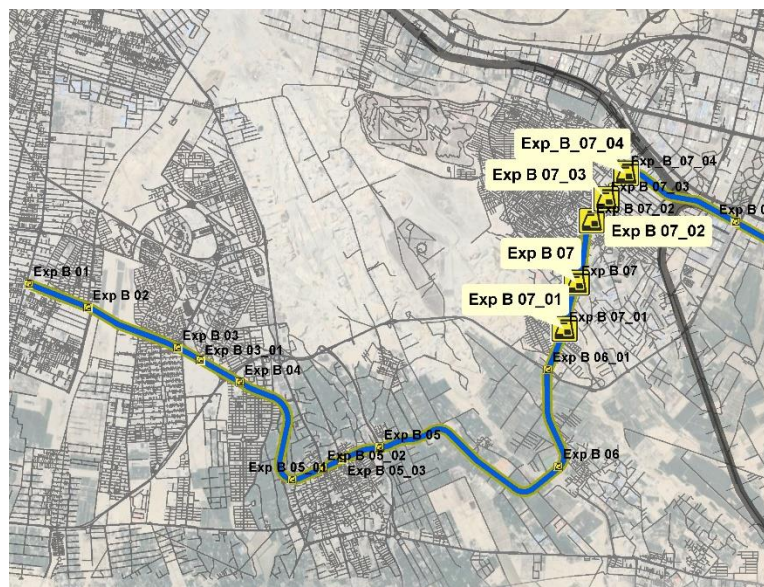 Exp_B_07_04
Exp_B_07_04
Exp B 07_03
Exp B 07_03
Exp B 07_02
Exp B 07_02
Exp B 07
Exp B 07
Exp B 07_01
Exp B 07_01
Exp B 01
Exp B 02
Exp B 03
Exp B 03_01
Exp B 04
Exp B 06_01
Exp B 05
Exp B 05_02
Exp B 05_01
Exp B 05_03
Exp B 06